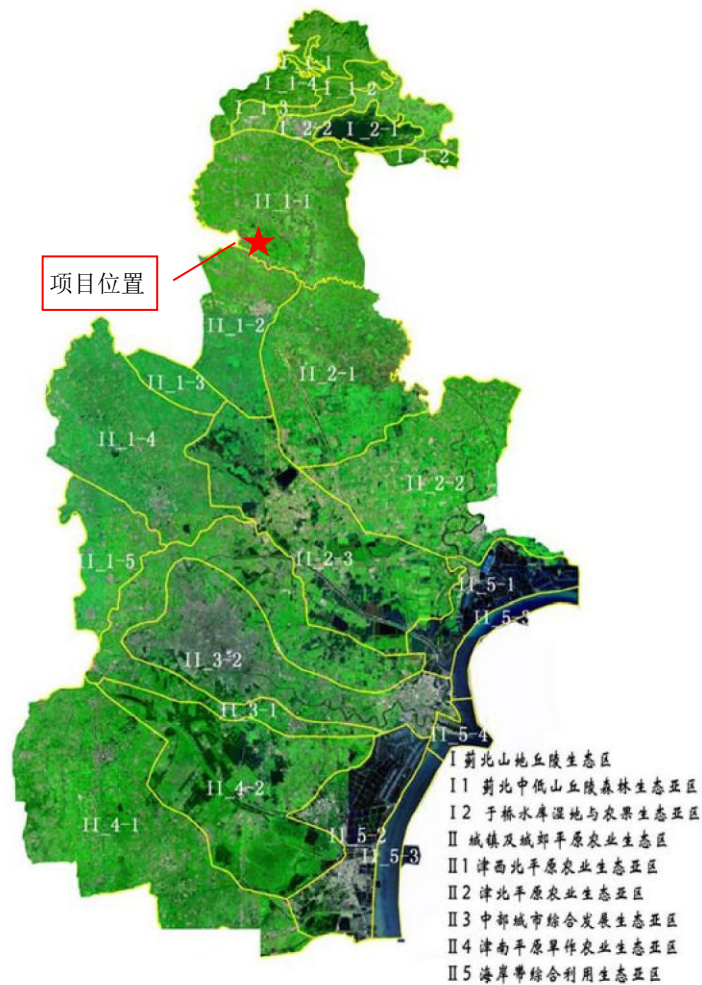 I_1-1
I_1-4
I_1-2
I_1-3
I_2-2
I_2-1
I_1-2
II_1-1
项目位置
II_1-2
II_1-3
II_2-1
II_1-4
II_2-2
II_1-5
II_2-3
II_5-1
II_5-3
II_3-2
II_3-1
II_5-4
II_4-2
II_4-1
II_5-2
II_5-3
I 蓟北山地丘陵生态区
I1 蓟北中低山丘陵森林生态亚区
I2 于桥水库湿地与农果生态亚区
II 城镇及城郊平原农业生态区
II1 津西北平原农业生态亚区
II2 津北平原农业生态亚区
II3 中部城市综合发展生态亚区
II4 津南平原旱作农业生态亚区
II5 海岸带综合利用生态亚区